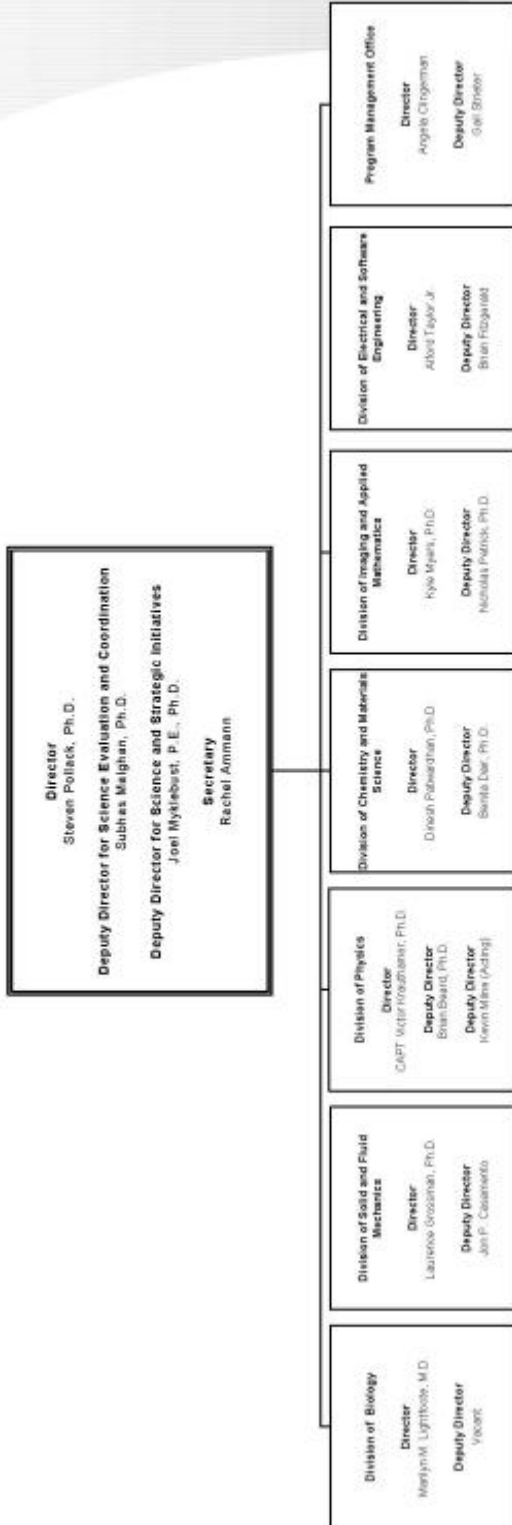 Director
Steven Pollack, Ph.D.
Deputy Director for Science Evaluation and Coordination
Subhas Malghan, Ph.D.
Deputy Director for Science and Strategic Initiatives
Joel Myklebust, P.E., Ph.D.
Secretary
Rachel Ammann
Division of Biology
Director
Marilyn M. Lightfoote, M.D.
Deputy Director
Vacant
Division of Solid and Fluid
Mechanics
Director
Laurence Grossman, Ph.D.
Deputy Director
Jon P. Casamento
Division of Physics
Director
CAPT Victor Krauthamer, Ph.D.
Deputy Director
Brian Beard, Ph.D.
Deputy Director
Kevin Milne (Acting)
Division of Chemistry and Materials
Science
Director
Dinesh Patwardhan, Ph.D.
Deputy Director
Benita Dair, Ph.D.
Division of Imaging and Applied
Mathematics
Director
Kyle Myers, Ph.D.
Deputy Director
Nicholas Petrick, Ph.D.
Division of Electrical and Software
Engineering
Director
Alford Taylor Jr.
Deputy Director
Brian Fitzgerald
Program Management Office
Director
Angela Clingerman
Deputy Director
Gail Strieter